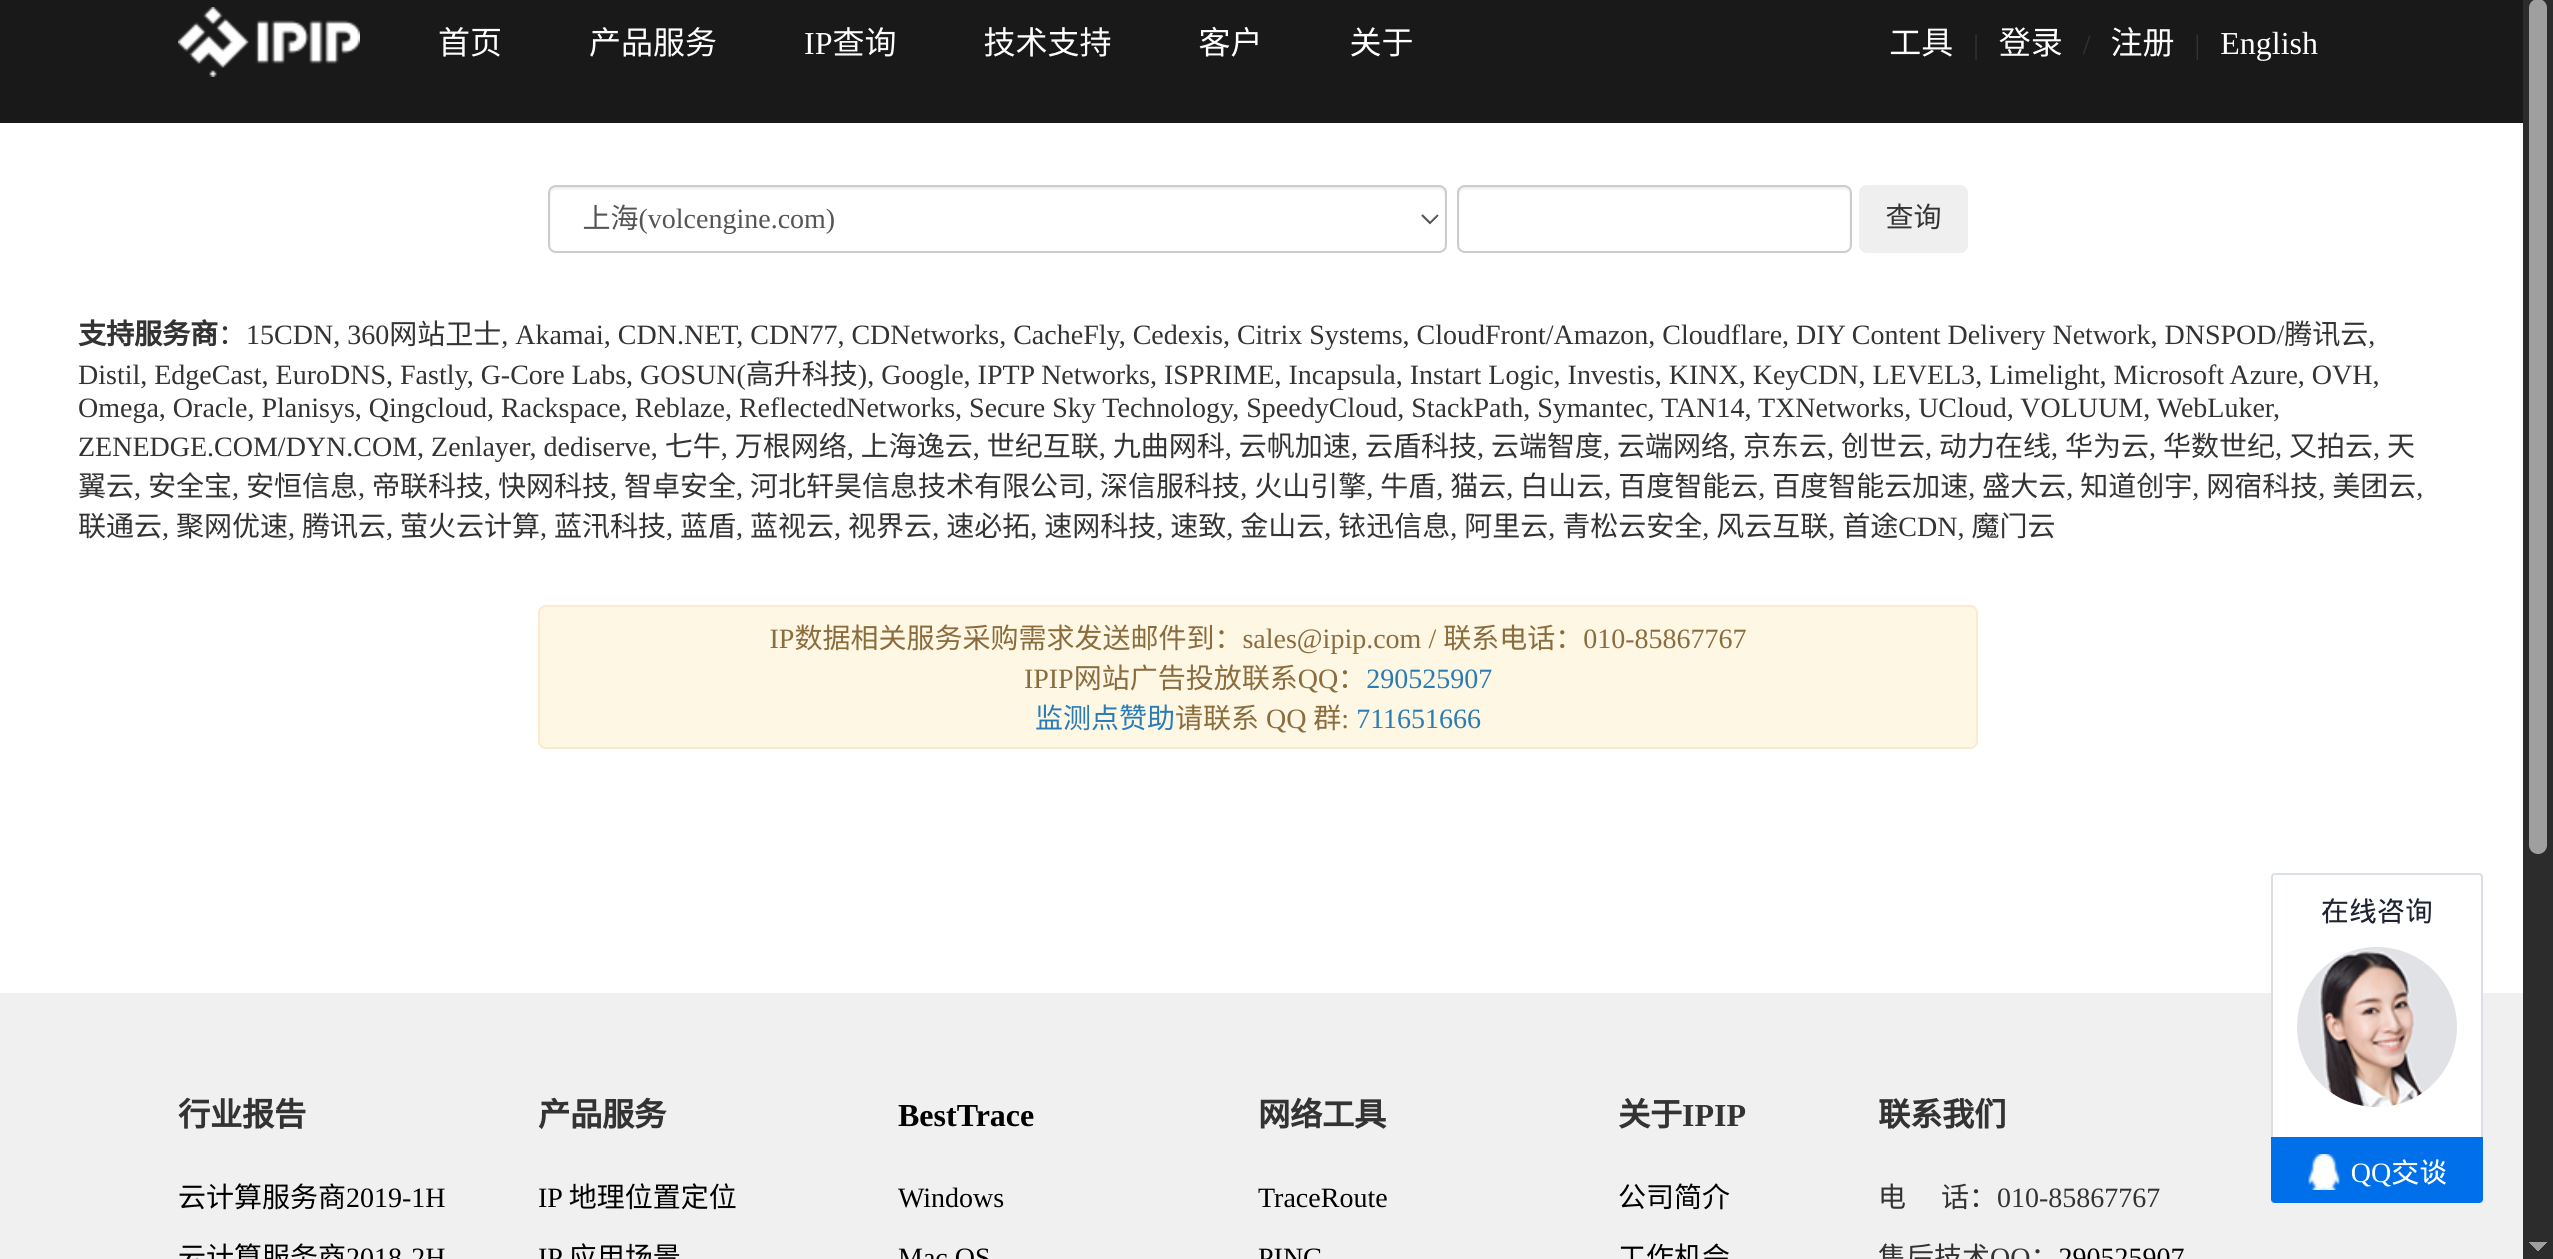 IPIP 首页 产品服务 IP查询 技术支持 客户 关于 工具 | 登录 / 注册 | English
上海(volcengine.com) 查询
支持服务商：15CDN, 360网站卫士, Akamai, CDN.NET, CDN77, CDNetworks, CacheFly, Cedexis, Citrix Systems, CloudFront/Amazon, Cloudflare, DIY Content Delivery Network, DNSPOD/腾讯云,
Distil, EdgeCast, EuroDNS, Fastly, G-Core Labs, GOSUN(高升科技), Google, IPTP Networks, ISPRIME, Incapsula, Instart Logic, Investis, KINX, KeyCDN, LEVEL3, Limelight, Microsoft Azure, OVH,
Omega, Oracle, Planisys, Qingcloud, Rackspace, Reblaze, ReflectedNetworks, Secure Sky Technology, SpeedyCloud, StackPath, Symantec, TAN14, TXNetworks, UCloud, VOLUUM, WebLuker,
ZENEDGE.COM/DYN.COM, Zenlayer, dediserve, 七牛, 万根网络, 上海逸云, 世纪互联, 九曲网科, 云帆加速, 云盾科技, 云端智度, 云端网络, 京东云, 创世云, 动力在线, 华为云, 华数世纪, 又拍云, 天
翼云, 安全宝, 安恒信息, 帝联科技, 快网科技, 智卓安全, 河北轩昊信息技术有限公司, 深信服科技, 火山引擎, 牛盾, 猫云, 白山云, 百度智能云, 百度智能云加速, 盛大云, 知道创宇, 网宿科技, 美团云,
联通云, 聚网优速, 腾讯云, 萤火云计算, 蓝汛科技, 蓝盾, 蓝视云, 视界云, 速必拓, 速网科技, 速致, 金山云, 铱迅信息, 阿里云, 青松云安全, 风云互联, 首途CDN, 魔门云
IP数据相关服务采购需求发送邮件到：sales@ipip.com / 联系电话：010-85867767
IPIP网站广告投放联系QQ：290525907
监测点赞助请联系 QQ 群: 711651666
在线咨询
QQ交谈
行业报告 产品服务 BestTrace 网络工具 关于IPIP 联系我们
云计算服务商2019-1H IP 地理位置定位 Windows TraceRoute 公司简介 电 话：010-85867767
云计算服务商2018-2H IP 应用场景 Mac OS PING 工作机会 售后技术QQ：290525907